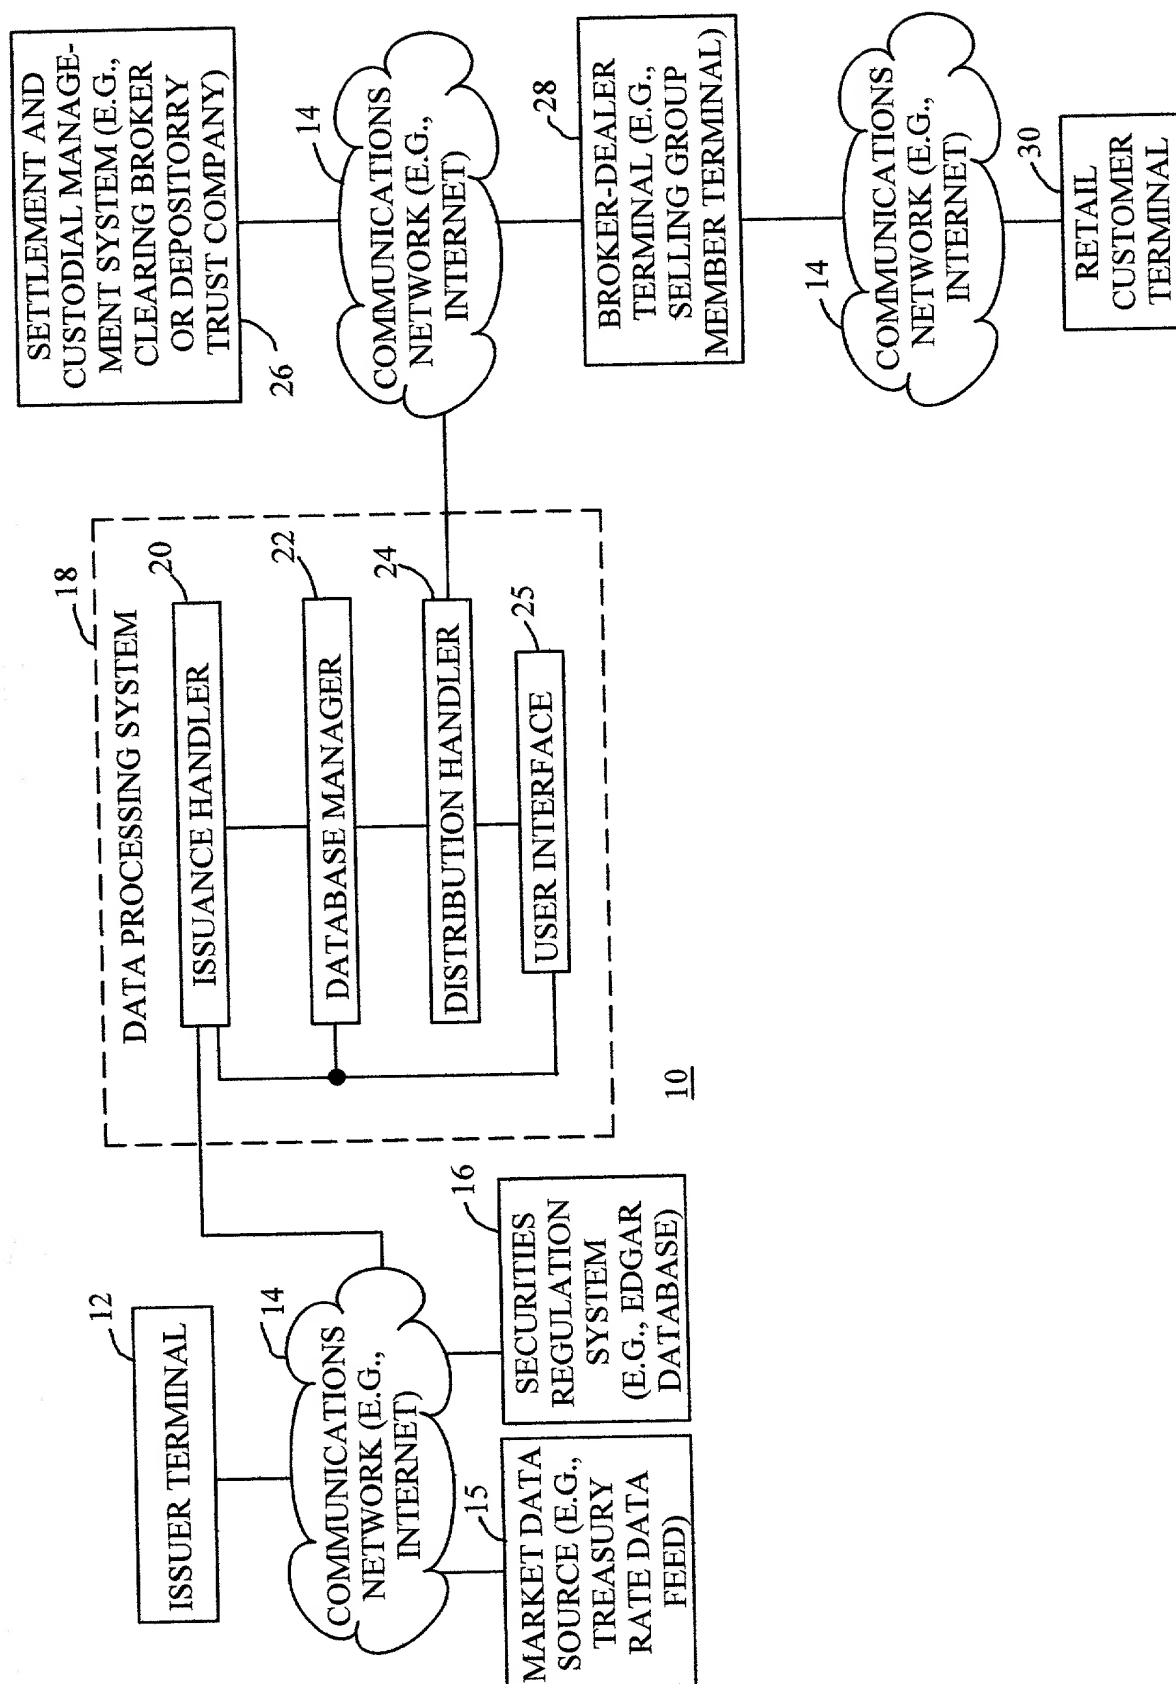 12
ISSUER TERMINAL
14
COMMUNICATIONS
NETWORK (E.G.,
INTERNET)
15
MARKET DATA
SOURCE (E.G.,
TREASURY
RATE DATA
FEED)
16
SECURITIES
REGULATION
SYSTEM
(E.G., EDGAR
DATABASE)
18
DATA PROCESSING SYSTEM
20
ISSUANCE HANDLER
22
DATABASE MANAGER
24
DISTRIBUTION HANDLER
25
USER INTERFACE
10
SETTLEMENT AND
CUSTODIAL MANAGE-
MENT SYSTEM (E.G.,
CLEARING BROKER
OR DEPOSITORRY
TRUST COMPANY)
26
14
COMMUNICATIONS
NETWORK (E.G.,
INTERNET)
28
BROKER-DEALER
TERMINAL (E.G.,
SELLING GROUP
MEMBER TERMINAL)
14
COMMUNICATIONS
NETWORK (E.G.,
INTERNET)
30
RETAIL
CUSTOMER
TERMINAL